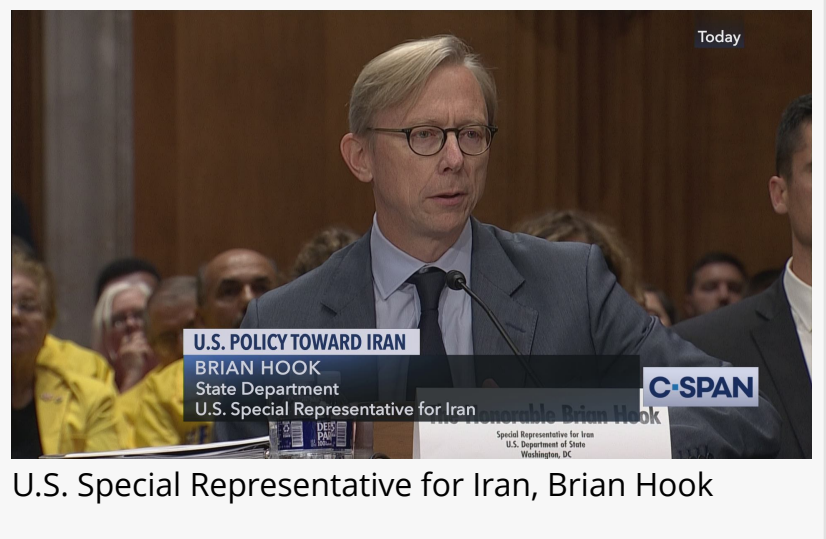 Today
U.S. POLICY TOWARD IRAN
BRIAN HOOK
State Department
U.S. Special Representative for Iran
C-SPAN
The Honorable Brian Hook
Special Representative for Iran
U.S. Department of State
Washington, DC
U.S. Special Representative for Iran, Brian Hook